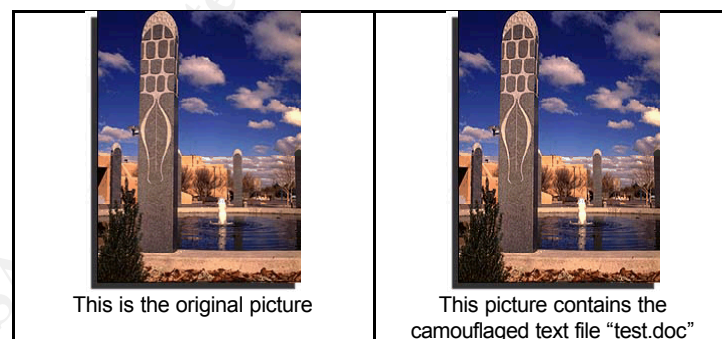 This is the original picture
This picture contains the
camouflaged text file “test.doc”